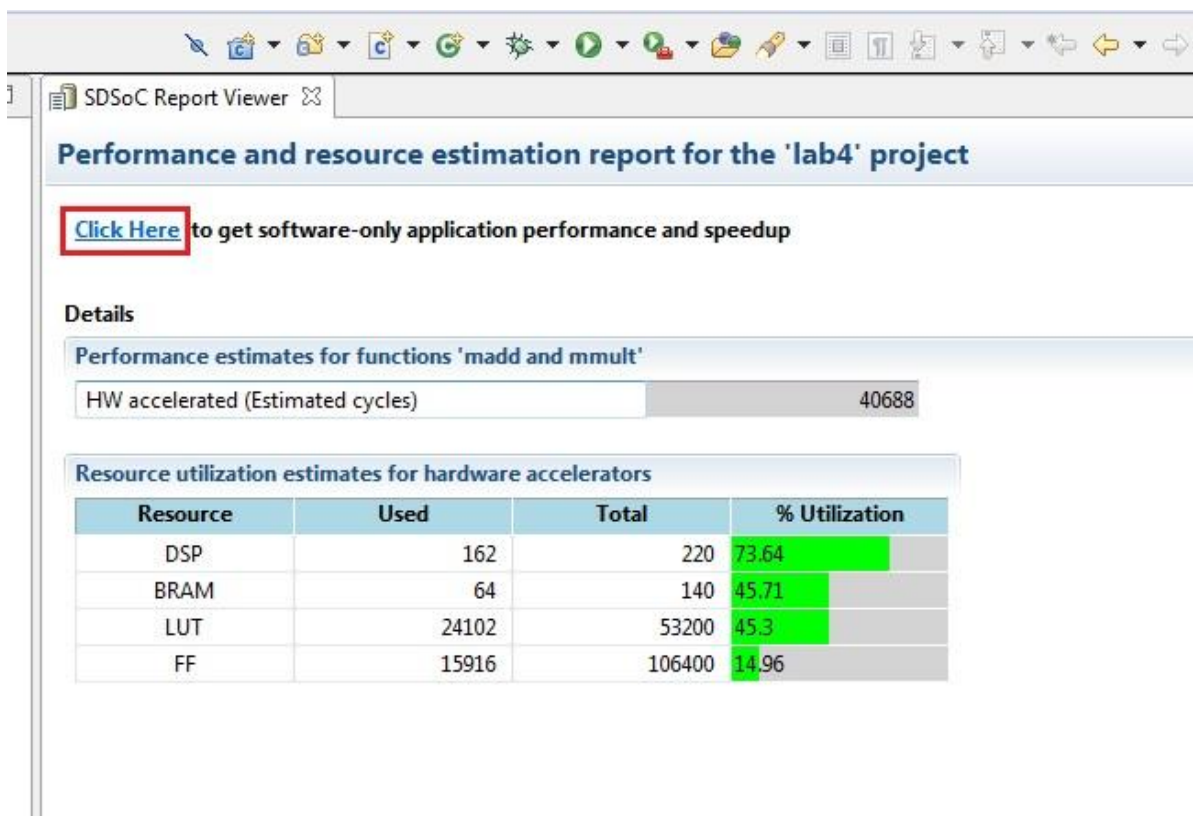 SDSoC Report Viewer
Performance and resource estimation report for the 'lab4' project
Click Here to get software-only application performance and speedup
Details
Performance estimates for functions 'madd and mmult'
HW accelerated (Estimated cycles) 40688
Resource utilization estimates for hardware accelerators
Resource Used Total % Utilization
DSP 162 220 73.64
BRAM 64 140 45.71
LUT 24102 53200 45.3
FF 15916 106400 14.96